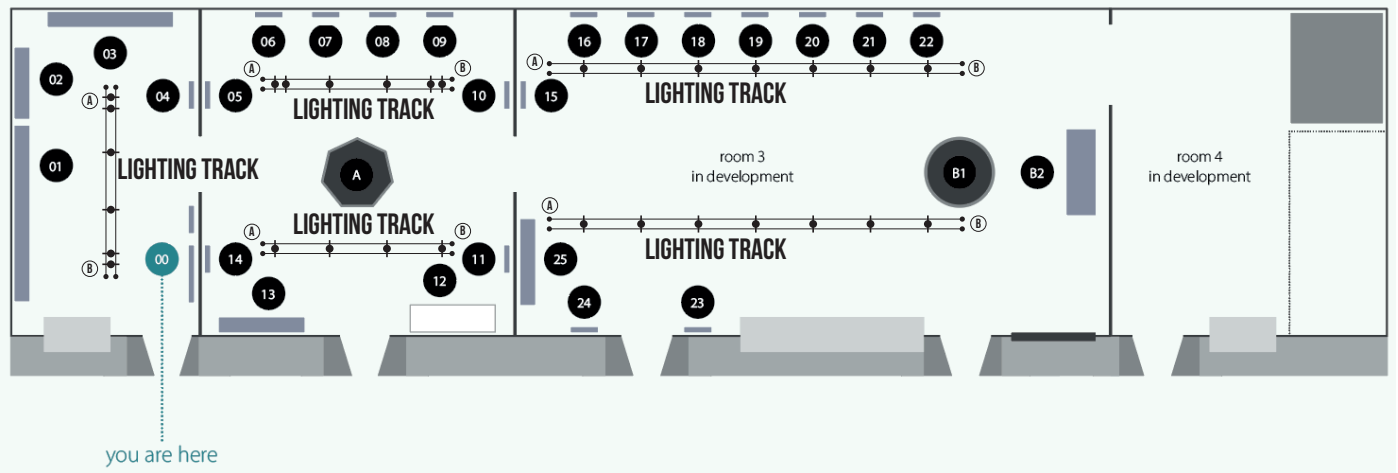 03
06
07
08
09
16
17
18
19
20
21
22
02
A
B
A
B
04
05
10
15
A
LIGHTING TRACK
LIGHTING TRACK
01
LIGHTING TRACK
A
room 3
in development
B1
B2
room 4
in development
A
LIGHTING TRACK
A
B
B
LIGHTING TRACK
B
00
14
11
25
13
12
24
23
you are here